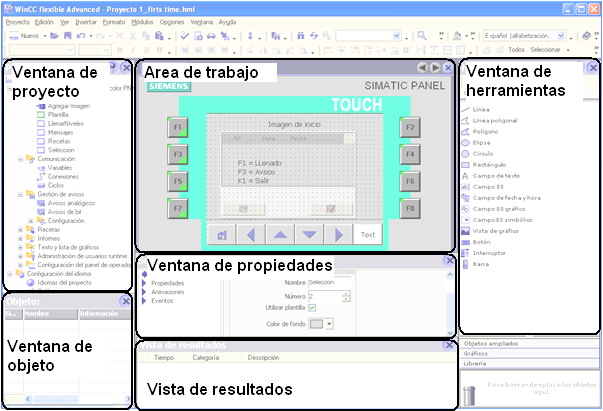 WinCC flexible Advanced - Proyecto 1_firts time.hmi
Proyecto Edición Ver Insertar Formato Módulos Opciones Ventana Ayuda
Nuevo
Español (alfabetización...
Todos Seleccionar
Ventana de
proyecto
Agregar Imagen
Plantilla
LlenarNiveles
Mensajes
Recetas
Seleccion
Comunicación
Variables
Conexiones
Ciclos
Gestión de avisos
Avisos analógicos
Avisos de bit
Configuración
Recetas
Informes
Texto y lista de gráficos
Administración de usuarios runtime
Configuración del panel de operador
Configuración del idioma
Idiomas del proyecto
Objeto:
Nombre Información
Ventana de
objeto
Area de trabajo
SIEMENS
SIMATIC PANEL
TOUCH
Imagen de inicio
Nº Hora Fecha
F1 = LLenado
F3 = Avisos
K1 = Salir
F1
F3
F5
F7
F2
F4
F6
F8
Text
Ventana de propiedades
Propiedades
Animaciones
Eventos
Nombre Seleccion
Número 2
Utilizar plantilla
Color de fondo
Vista de resultados
Tiempo Categoría Descripción
Vista de resultados
Ventana de
herramientas
Línea
Línea poligonal
Polígono
Elipse
Círculo
Rectángulo
Campo de texto
Campo ES
Campo de fecha y hora
Campo ES gráfico
Campo ES simbólico
Vista de gráfico
Botón
Interruptor
Barra
Objetos ampliados
Gráficos
Librería
Para borrar desplace tus objetos
aquí.